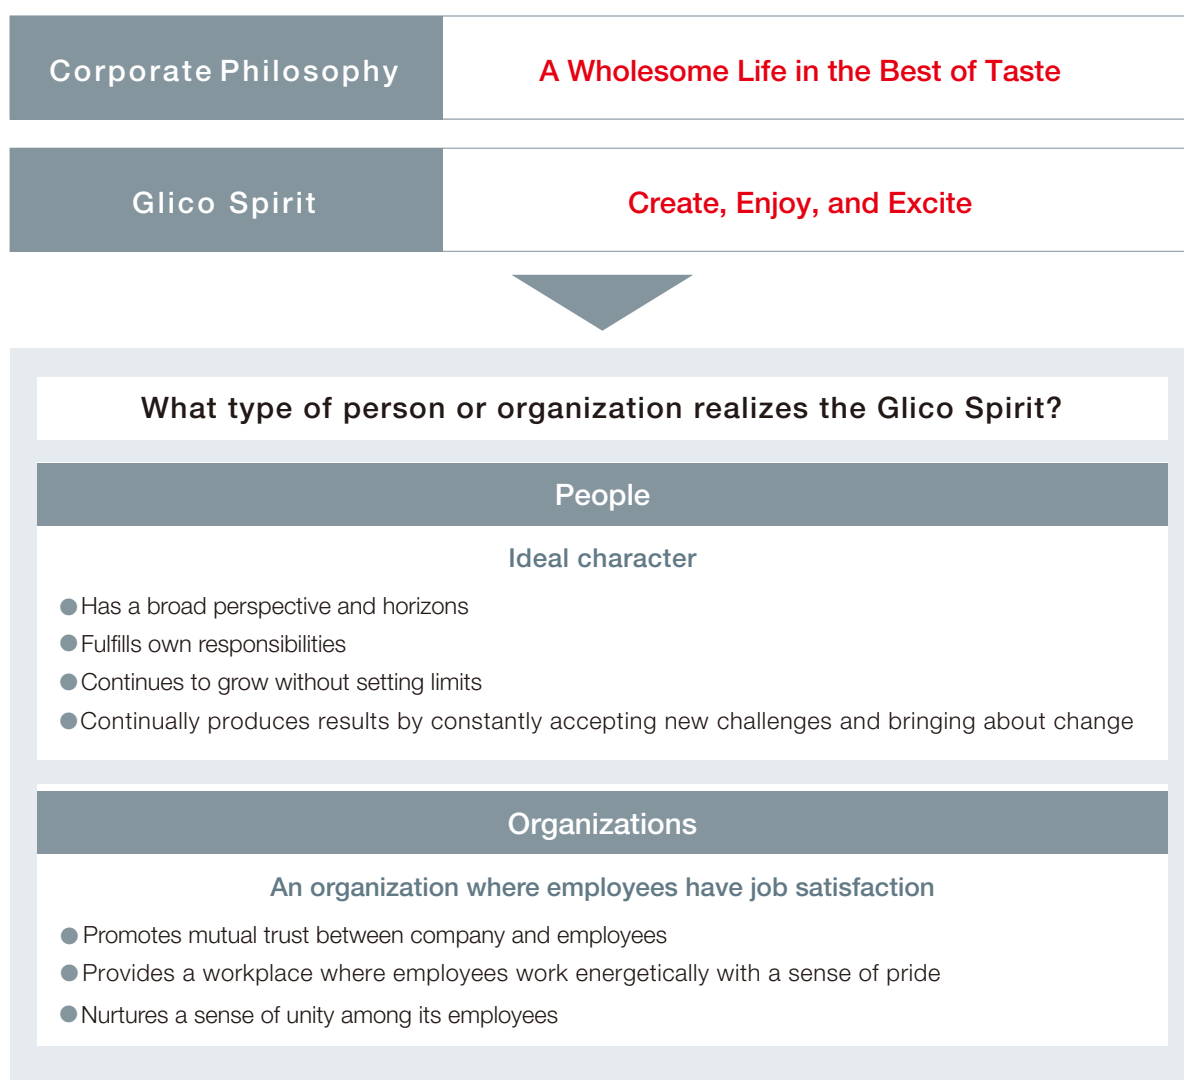 Corporate Philosophy
A Wholesome Life in the Best of Taste
Glico Spirit
Create, Enjoy, and Excite
What type of person or organization realizes the Glico Spirit?
People
Ideal character
● Has a broad perspective and horizons
● Fulfills own responsibilities
● Continues to grow without setting limits
● Continually produces results by constantly accepting new challenges and bringing about change
Organizations
An organization where employees have job satisfaction
● Promotes mutual trust between company and employees
● Provides a workplace where employees work energetically with a sense of pride
● Nurtures a sense of unity among its employees